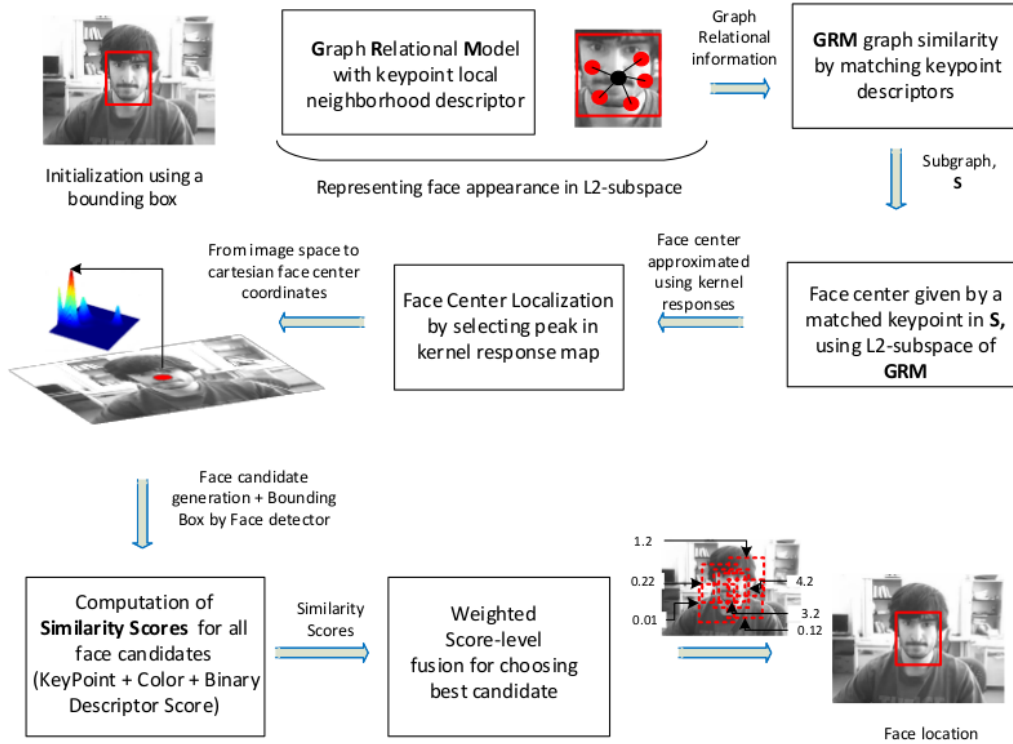 Graph Relational Model
with keypoint local
neighborhood descriptor
Graph
Relational
information
GRM graph similarity
by matching keypoint
descriptors
Initialization using a
bounding box
Representing face appearance in L2-subspace
Subgraph,
S
From image space to
cartesian face center
coordinates
Face Center Localization
by selecting peak in
kernel response map
Face center
approximated
using kernel
responses
Face center given by a
matched keypoint in S,
using L2-subspace of
GRM
Face candidate
generation + Bounding
Box by Face detector
Computation of
Similarity Scores for all
face candidates
(KeyPoint + Color + Binary
Descriptor Score)
Similarity
Scores
Weighted
Score-level
fusion for choosing
best candidate
1.2
0.22
0.01
4.2
3.2
0.12
Face location